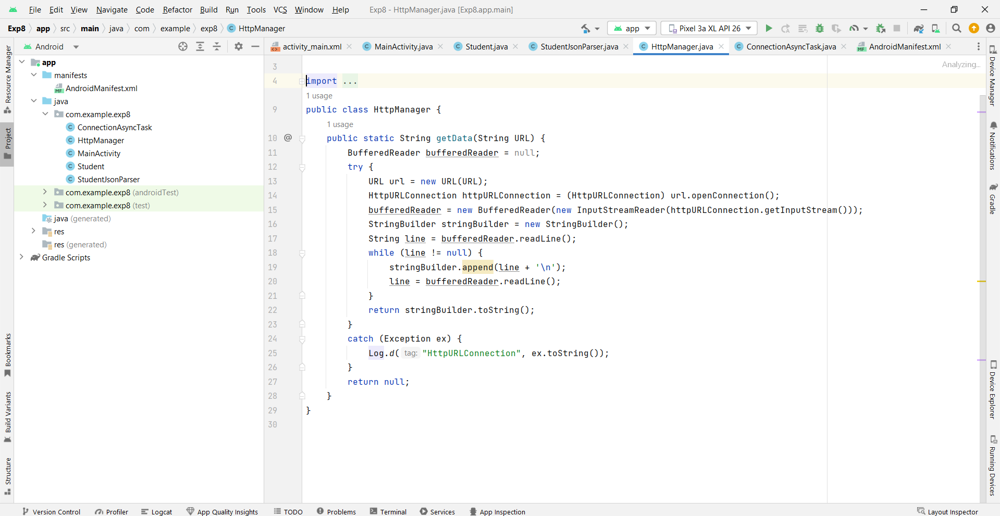 File Edit View Navigate Code Refactor Build Run Tools VCS Window Help Exp8 - HttpManager.java [Exp8.app.main]
Exp8 app src main java com example exp8 HttpManager app Pixel 3a XL API 26
Android activity_main.xml MainActivity.java Student.java StudentJsonParser.java HttpManager.java ConnectionAsyncTask.java AndroidManifest.xml
Resource Manager
Project
Bookmarks
Build Variants
Structure
app
manifests
AndroidManifest.xml
java
com.example.exp8
ConnectionAsyncTask
HttpManager
MainActivity
Student
StudentJsonParser
com.example.exp8 (androidTest)
com.example.exp8 (test)
java (generated)
res
res (generated)
Gradle Scripts
Analyzing...
3
4 import ...
1 usage
9 public class HttpManager {
1 usage
10 @ public static String getData(String URL) {
11 BufferedReader bufferedReader = null;
12 try {
13 URL url = new URL(URL);
14 HttpURLConnection httpURLConnection = (HttpURLConnection) url.openConnection();
15 bufferedReader = new BufferedReader(new InputStreamReader(httpURLConnection.getInputStream()));
16 StringBuilder stringBuilder = new StringBuilder();
17 String line = bufferedReader.readLine();
18 while (line != null) {
19 stringBuilder.append(line + '\n');
20 line = bufferedReader.readLine();
21 }
22 return stringBuilder.toString();
23 }
24 catch (Exception ex) {
25 Log.d( tag: "HttpURLConnection", ex.toString());
26 }
27 return null;
28 }
29 }
30
Device Manager
Notifications
Gradle
Device Explorer
Running Devices
Version Control Profiler Logcat App Quality Insights TODO Problems Terminal Services App Inspection Layout Inspector